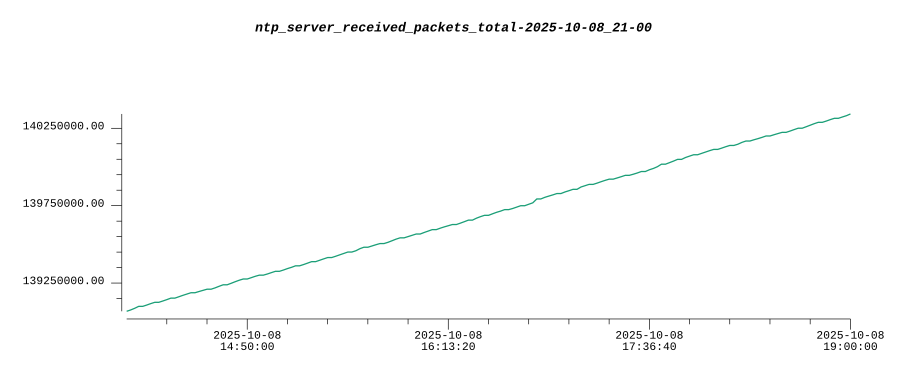 ntp_server_received_packets_total-2025-10-08_21-00
140250000.00
139750000.00
139250000.00
2025-10-08 2025-10-08 2025-10-08 2025-10-08
14:50:00 16:13:20 17:36:40 19:00:00